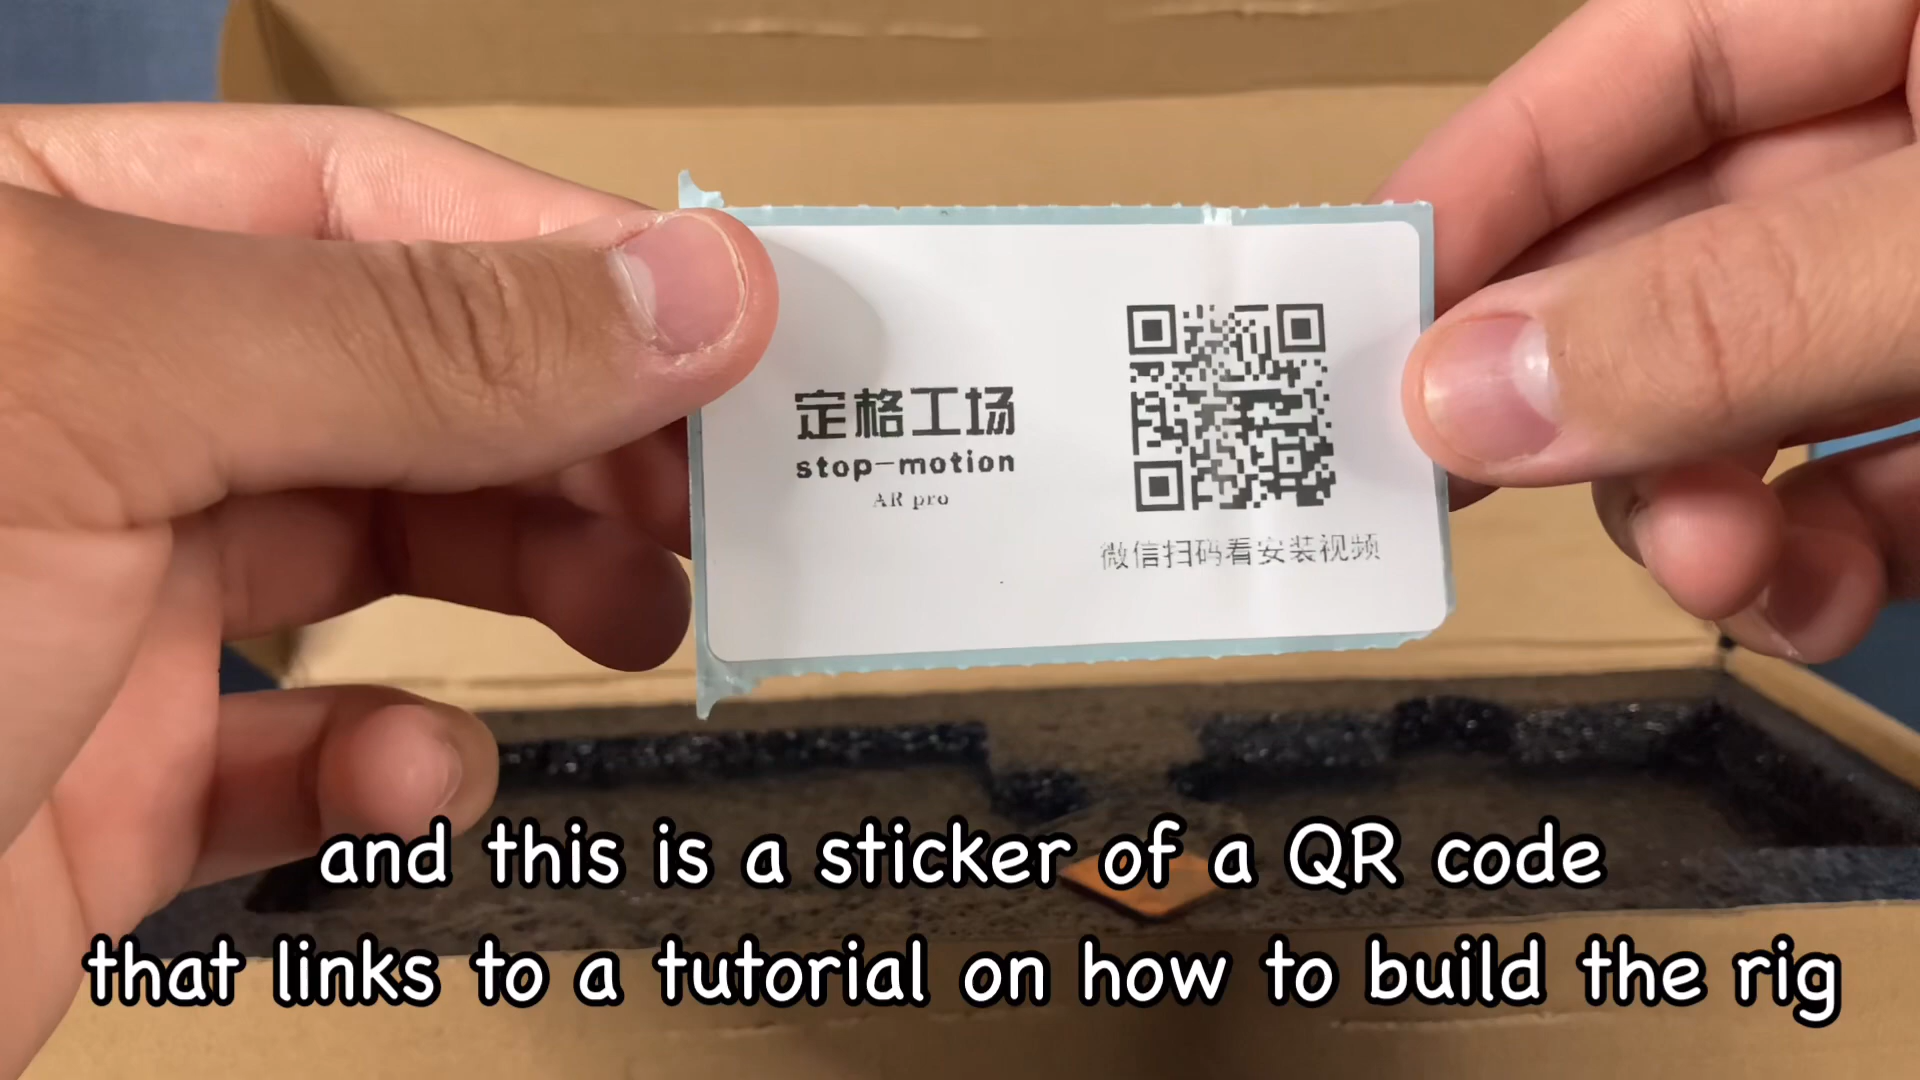 定格工场
stop-motion
AR pro
微信扫码看安装视频
and this is a sticker of a QR code
that links to a tutorial on how to build the rig